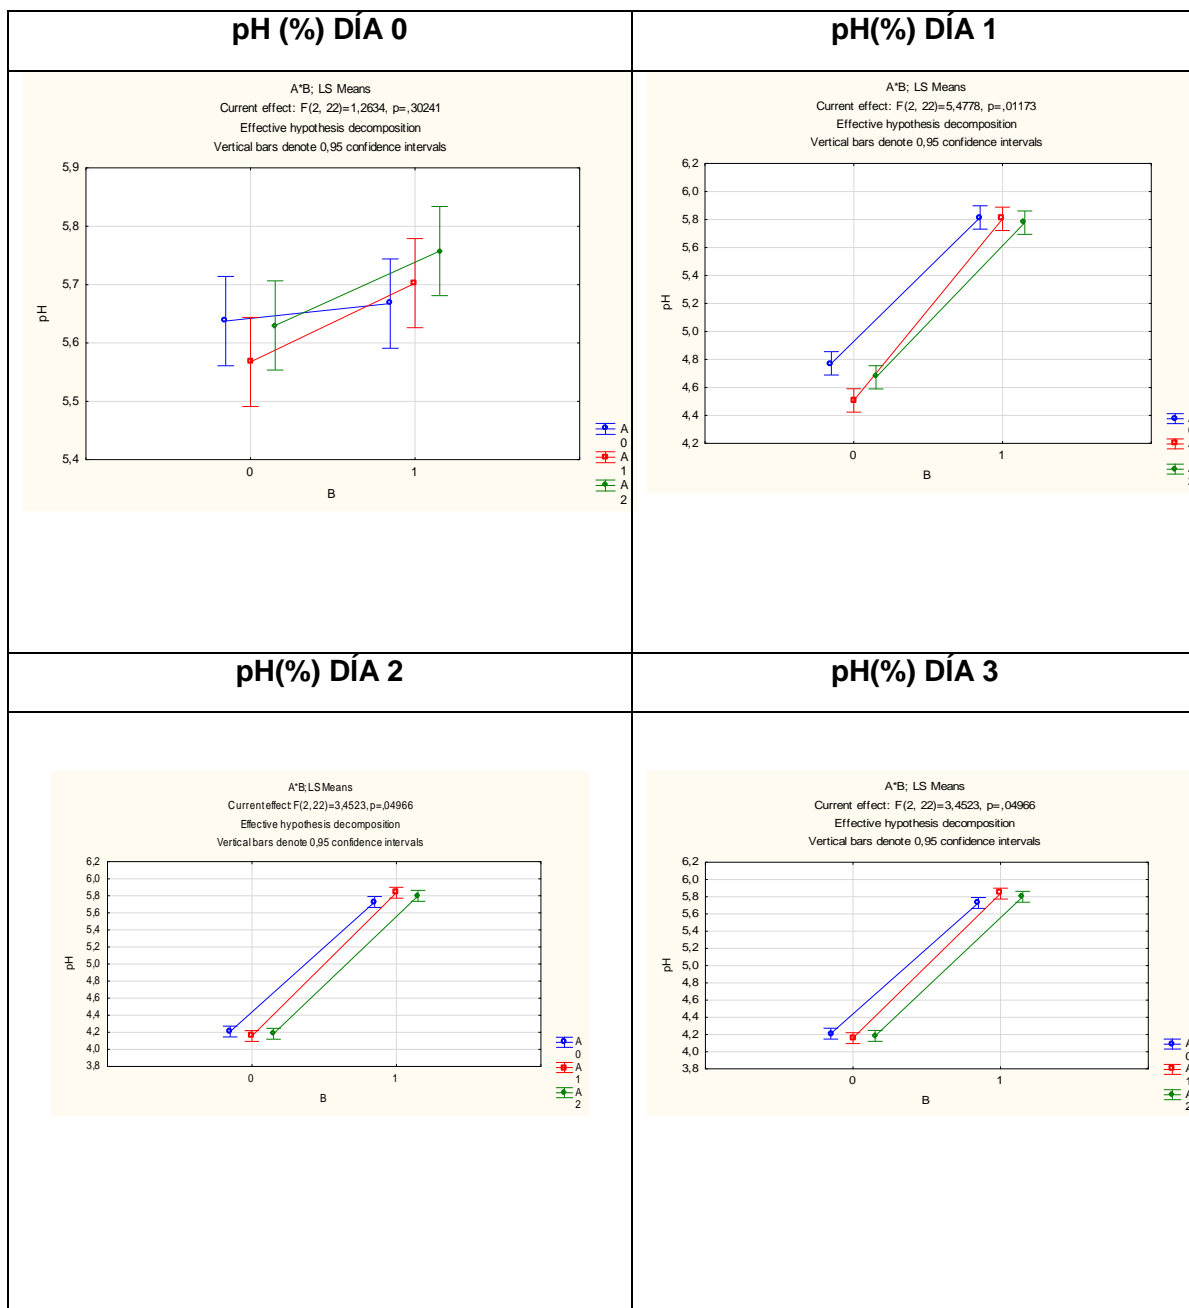 pH (%) DÍA 0
A*B; LS Means
Current effect: F(2, 22)=1,2634, p=,30241
Effective hypothesis decomposition
Vertical bars denote 0,95 confidence intervals
5,9
5,8
5,7
5,6
5,5
5,4
pH
0 1
B
A
0
A
1
A
2
pH(%) DÍA 1
A*B; LS Means
Current effect: F(2, 22)=5,4778, p=,01173
Effective hypothesis decomposition
Vertical bars denote 0,95 confidence intervals
6,2
6,0
5,8
5,6
5,4
5,2
5,0
4,8
4,6
4,4
4,2
pH
0 1
B
pH(%) DÍA 2
A*B; LS Means
Current effect: F(2, 22)=3,4523, p=,04966
Effective hypothesis decomposition
Vertical bars denote 0,95 confidence intervals
6,2
6,0
5,8
5,6
5,4
5,2
5,0
4,8
4,6
4,4
4,2
4,0
3,8
pH
0 1
B
A
0
A
1
A
2
pH(%) DÍA 3
A*B; LS Means
Current effect: F(2, 22)=3,4523, p=,04966
Effective hypothesis decomposition
Vertical bars denote 0,95 confidence intervals
6,2
6,0
5,8
5,6
5,4
5,2
5,0
4,8
4,6
4,4
4,2
4,0
3,8
pH
0 1
B
A
0
A
1
A
2